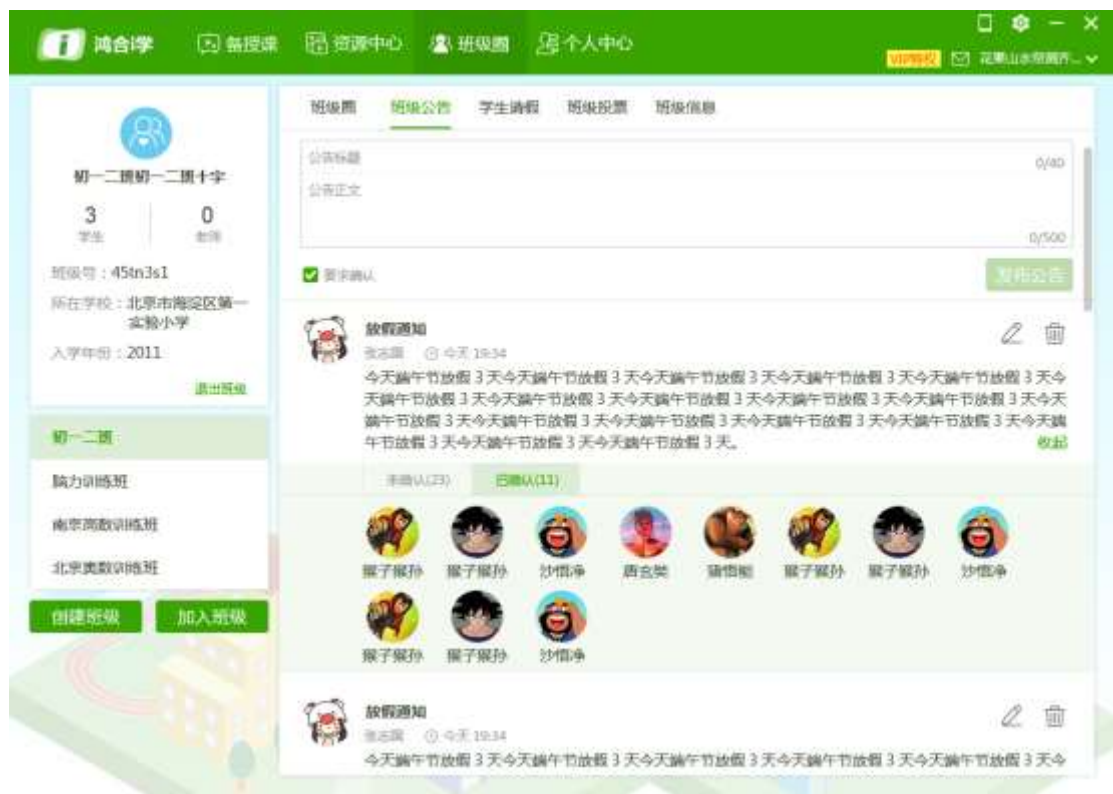 鸿合i学
备授课
资源中心
班级圈
个人中心
VIP特权
花果山水帘洞齐...
初一二班初一二班十字
3
0
学生
老师
班级号：45tn3s1
所在学校：北京市海淀区第一
实验小学
入学年份：2011
退出班级
初一二班
脑力训练班
南京奥数训练班
北京奥数训练班
创建班级
加入班级
班级圈
班级公告
学生请假
班级投票
班级信息
公告标题
0/40
公告正文
0/500
要求确认
发布公告
放假通知
张志国
今天 19:34
今天端午节放假 3 天今天端午节放假 3 天今天端午节放假 3 天今天端午节放假 3 天今天端午节放假 3 天今
天端午节放假 3 天今天端午节放假 3 天今天端午节放假 3 天今天端午节放假 3 天今天端午节放假 3 天今天
端午节放假 3 天今天端午节放假 3 天今天端午节放假 3 天今天端午节放假 3 天今天端午节放假 3 天今天端
午节放假 3 天今天端午节放假 3 天今天端午节放假 3 天。
收起
未确认(23)
已确认(11)
猴子猴孙
猴子猴孙
沙悟净
唐玄奘
猪悟能
猴子猴孙
猴子猴孙
沙悟净
猴子猴孙
猴子猴孙
沙悟净
放假通知
张志国
今天 19:34
今天端午节放假 3 天今天端午节放假 3 天今天端午节放假 3 天今天端午节放假 3 天今天端午节放假 3 天今